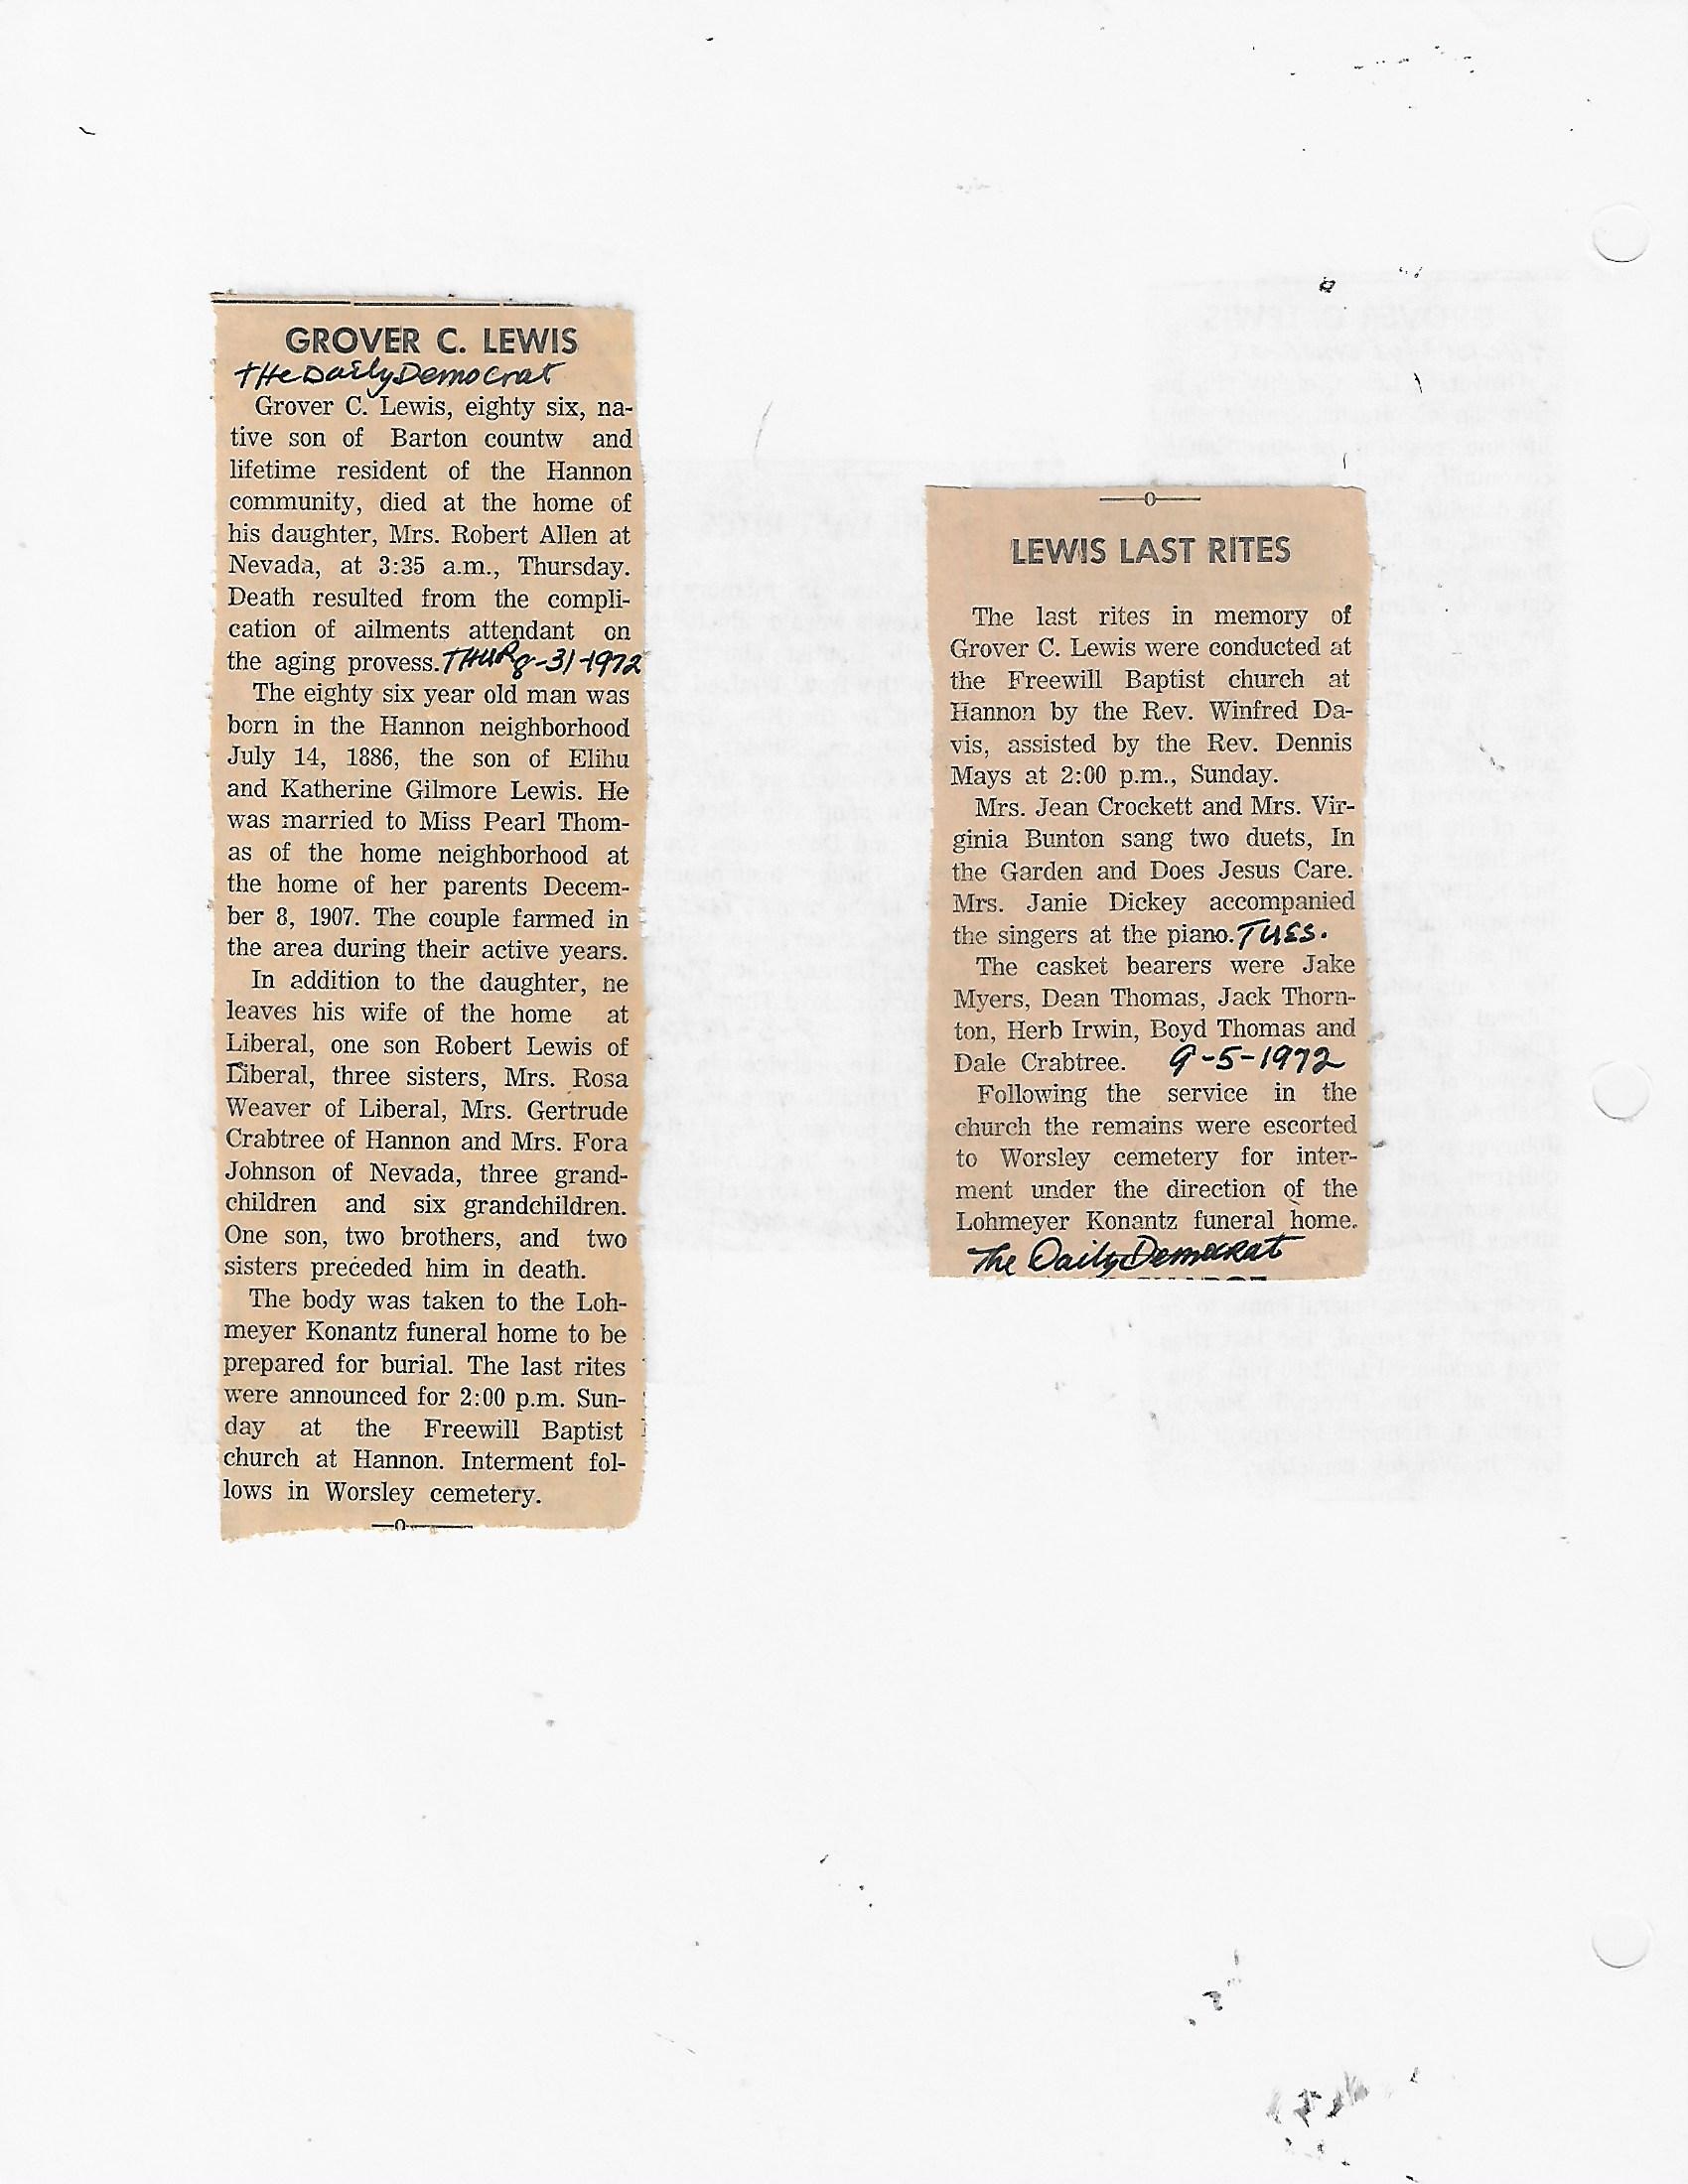 GROVER C. LEWIS
THe Daily Democrat
Grover C. Lewis, eighty six, na-
tive son of Barton countw and
lifetime resident of the Hannon
community, died at the home of
his daughter, Mrs. Robert Allen at
Nevada, at 3:35 a.m., Thursday.
Death resulted from the compli-
cation of ailments attendant on
the aging provess. THUR 8-31-1972
The eighty six year old man was
born in the Hannon neighborhood
July 14, 1886, the son of Elihu
and Katherine Gilmore Lewis. He
was married to Miss Pearl Thom-
as of the home neighborhood at
the home of her parents Decem-
ber 8, 1907. The couple farmed in
the area during their active years.
In addition to the daughter, he
leaves his wife of the home at
Liberal, one son Robert Lewis of
Liberal, three sisters, Mrs. Rosa
Weaver of Liberal, Mrs. Gertrude
Crabtree of Hannon and Mrs. Fora
Johnson of Nevada, three grand-
children and six grandchildren.
One son, two brothers, and two
sisters preceded him in death.
The body was taken to the Loh-
meyer Konantz funeral home to be
prepared for burial. The last rites
were announced for 2:00 p.m. Sun-
day at the Freewill Baptist
church at Hannon. Interment fol-
lows in Worsley cemetery.
—o—
—o—
LEWIS LAST RITES
The last rites in memory of
Grover C. Lewis were conducted at
the Freewill Baptist church at
Hannon by the Rev. Winfred Da-
vis, assisted by the Rev. Dennis
Mays at 2:00 p.m., Sunday.
Mrs. Jean Crockett and Mrs. Vir-
ginia Bunton sang two duets, In
the Garden and Does Jesus Care.
Mrs. Janie Dickey accompanied
the singers at the piano. TUES.
The casket bearers were Jake
Myers, Dean Thomas, Jack Thorn-
ton, Herb Irwin, Boyd Thomas and
Dale Crabtree. 9-5-1972
Following the service in the
church the remains were escorted
to Worsley cemetery for inter-
ment under the direction of the
Lohmeyer Konantz funeral home.
The Daily Democrat